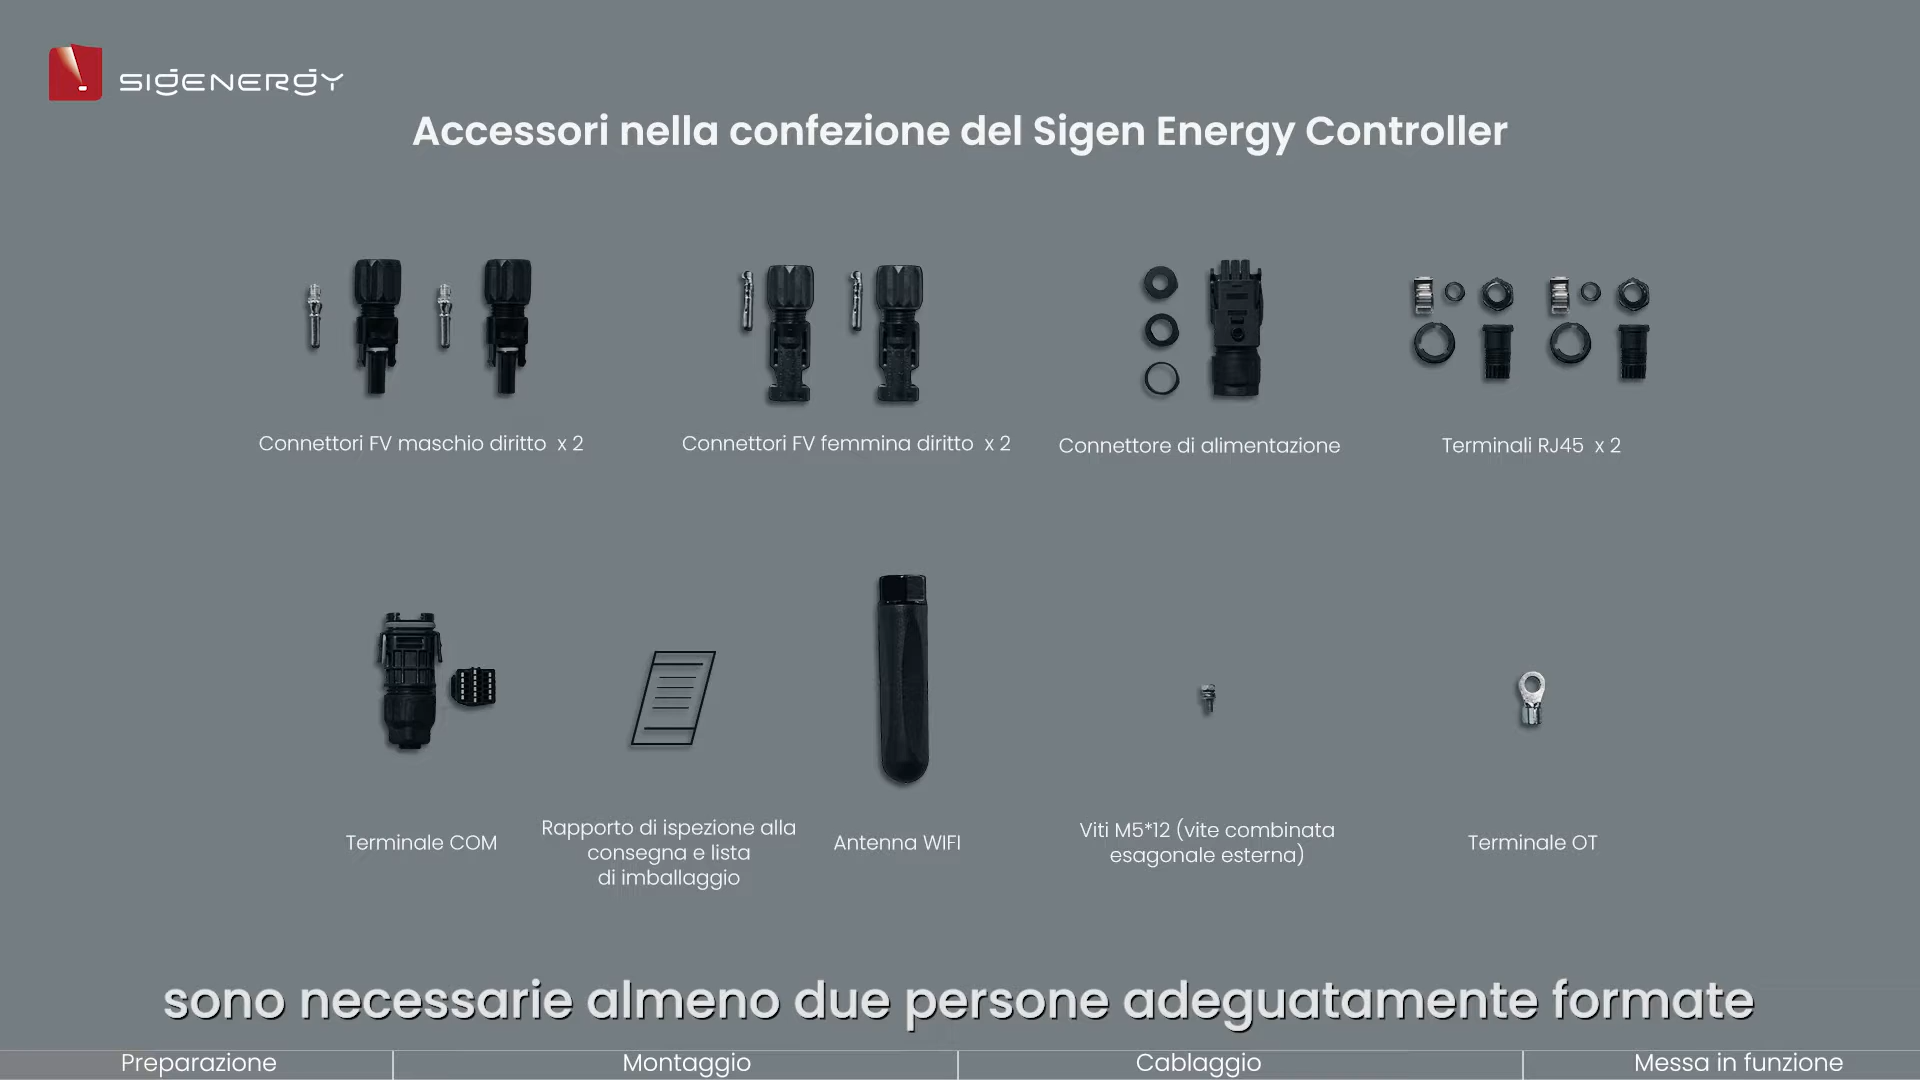 SIGENERGY
Accessori nella confezione del Sigen Energy Controller
Connettori FV maschio diritto x 2
Connettori FV femmina diritto x 2
Connettore di alimentazione
Terminali RJ45 x 2
Terminale COM
Rapporto di ispezione alla
consegna e lista
di imballaggio
Antenna WIFI
Viti M5*12 (vite combinata
esagonale esterna)
Terminale OT
sono necessarie almeno due persone adeguatamente formate
Preparazione
Montaggio
Cablaggio
Messa in funzione